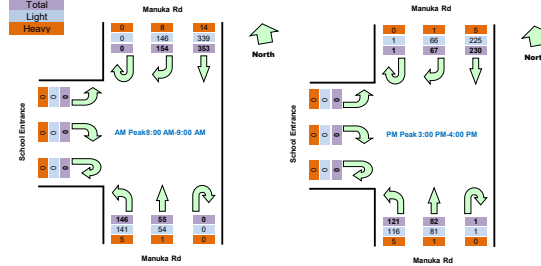 Total
Light
Heavy
Manuka Rd
0 8 14
0 146 339
0 154 353
North
School Entrance
0 0 0
0 0 0
0 0 0
AM Peak8:00 AM-9:00 AM
146 55 0
141 54 0
5 1 0
Manuka Rd
Manuka Rd
0 1 5
1 66 225
1 67 230
Nort
School Entrance
0 0 0
0 0 0
0 0 0
PM Peak3:00 PM-4:00 PM
121 82 1
116 81 1
5 1 0
Manuka Rd